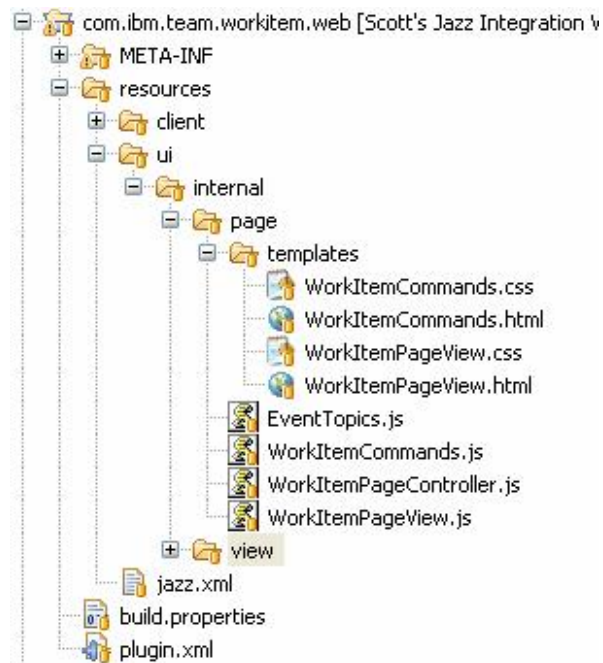 com.ibm.team.workitem.web [Scott's Jazz Integration
META-INF
resources
client
ui
internal
page
templates
WorkItemCommands.css
WorkItemCommands.html
WorkItemPageView.css
WorkItemPageView.html
EventTopics.js
WorkItemCommands.js
WorkItemPageController.js
WorkItemPageView.js
view
jazz.xml
build.properties
plugin.xml